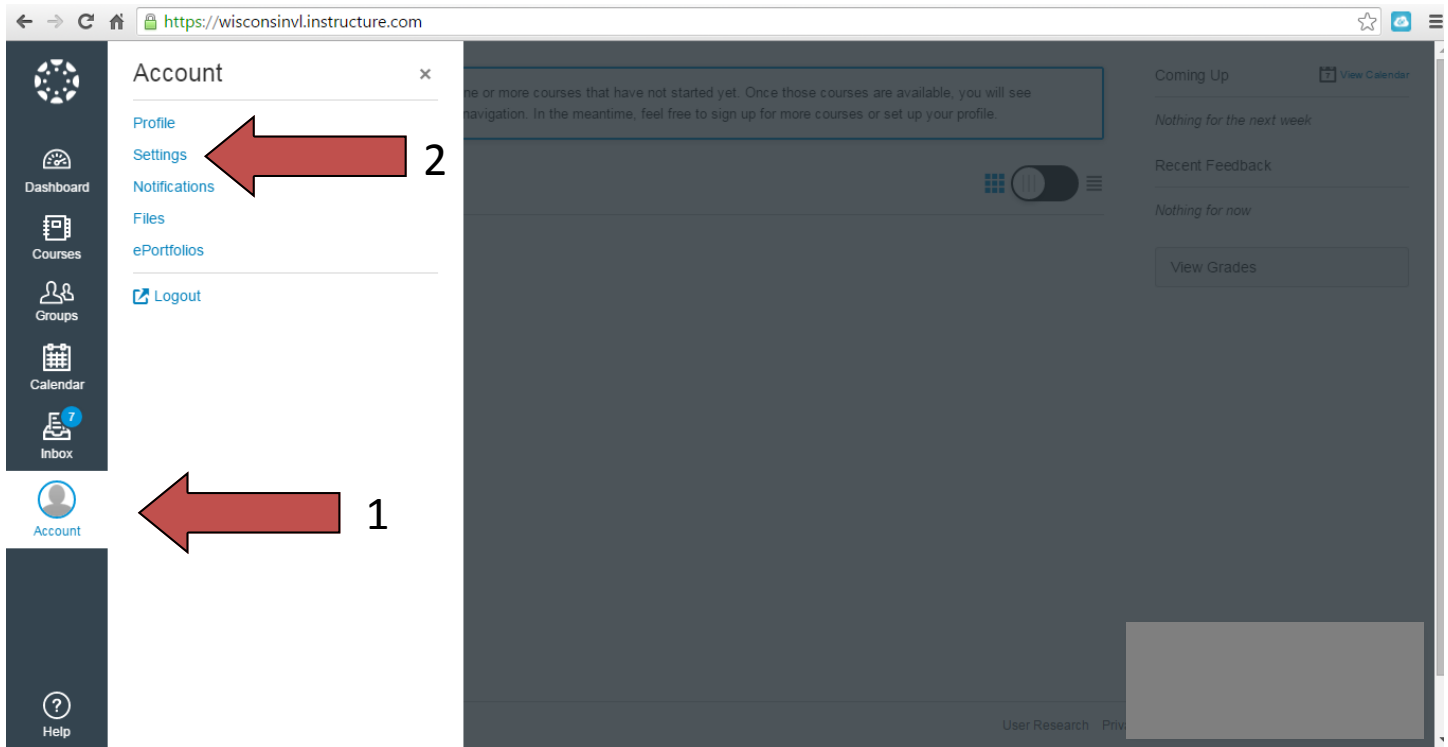 https://wisconsinvl.instructure.com
Dashboard
Courses
Groups
Calendar
7
Inbox
Account
Help
Account ×
Profile
Settings
Notifications
Files
ePortfolios
Logout
2
1
ne or more courses that have not started yet. Once those courses are available, you will see
navigation. In the meantime, feel free to sign up for more courses or set up your profile.
Coming Up
7 View Calendar
Nothing for the next week
Recent Feedback
Nothing for now
View Grades
User Research Priv